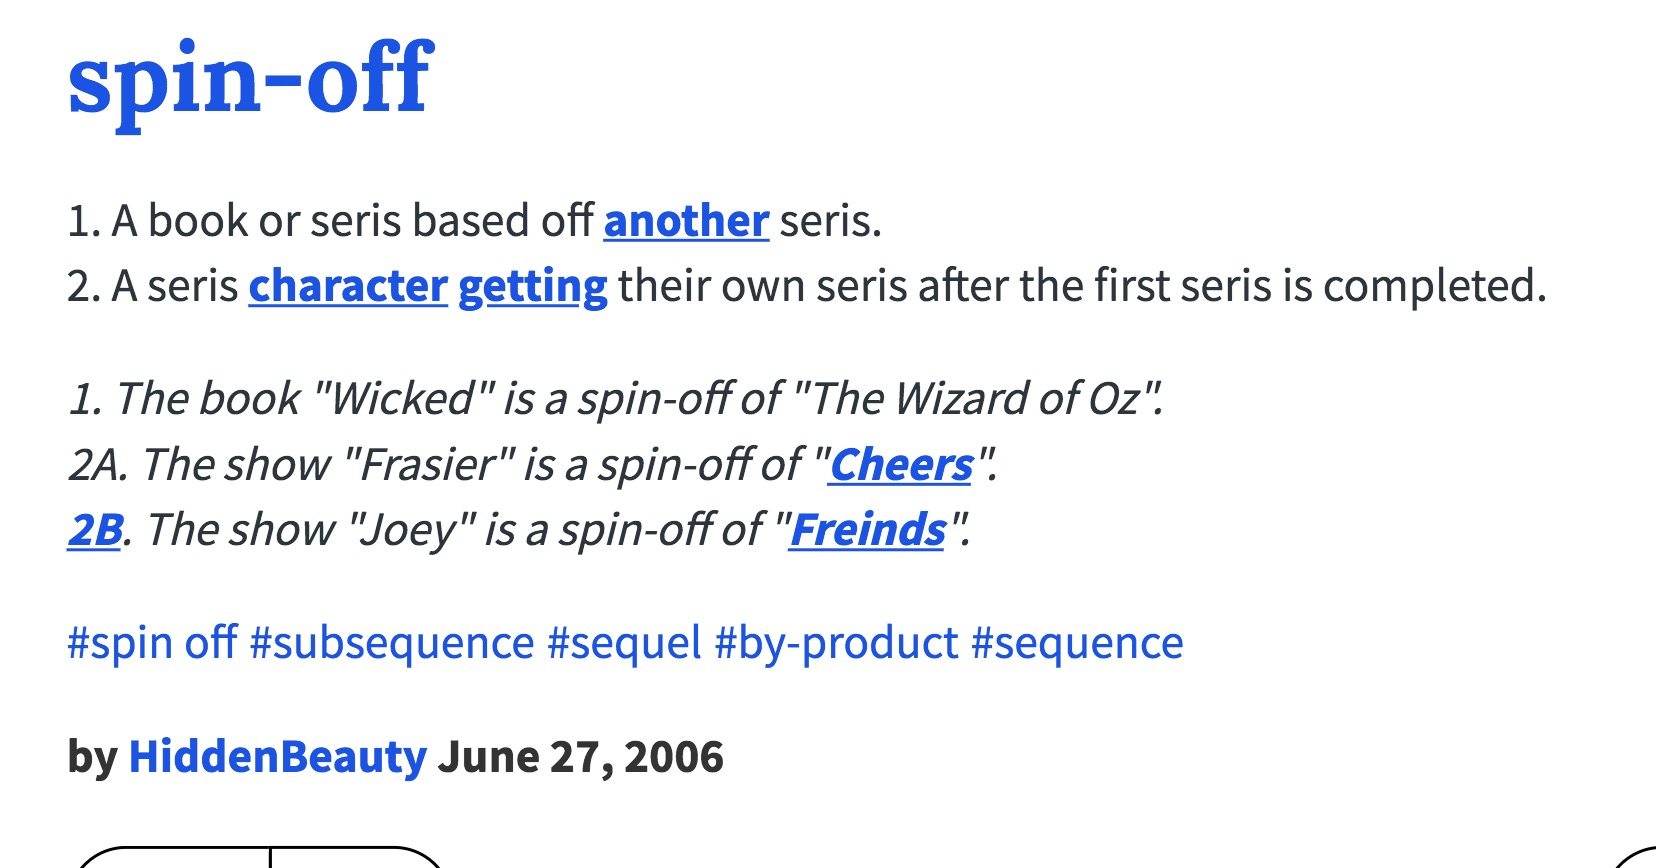 spin-off
1. A book or seris based off another seris.
2. A seris character getting their own seris after the first seris is completed.
1. The book "Wicked" is a spin-off of "The Wizard of Oz".
2A. The show "Frasier" is a spin-off of "Cheers".
2B. The show "Joey" is a spin-off of "Freinds".
#spin off #subsequence #sequel #by-product #sequence
by HiddenBeauty June 27, 2006